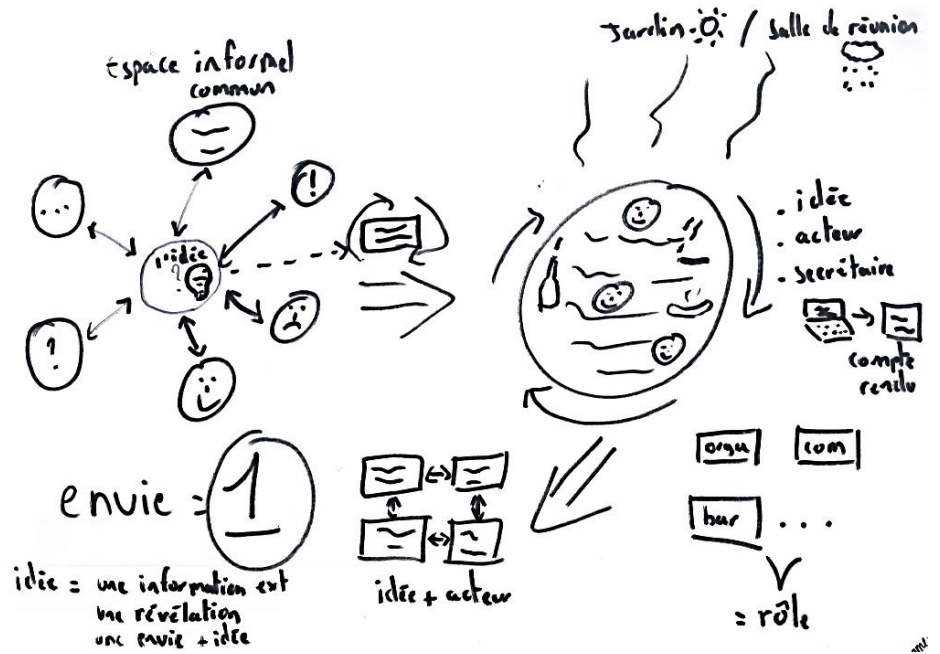 Espace informel
commun
...
!
l'idée
?
?
Jardin / Salle de réunion
. idée
. acteur
. secrétaire
compte
rendu
envie = 1
idée = une information ext
une révélation
une envie + idée
idée + acteur
orga
com
bar
...
= rôle